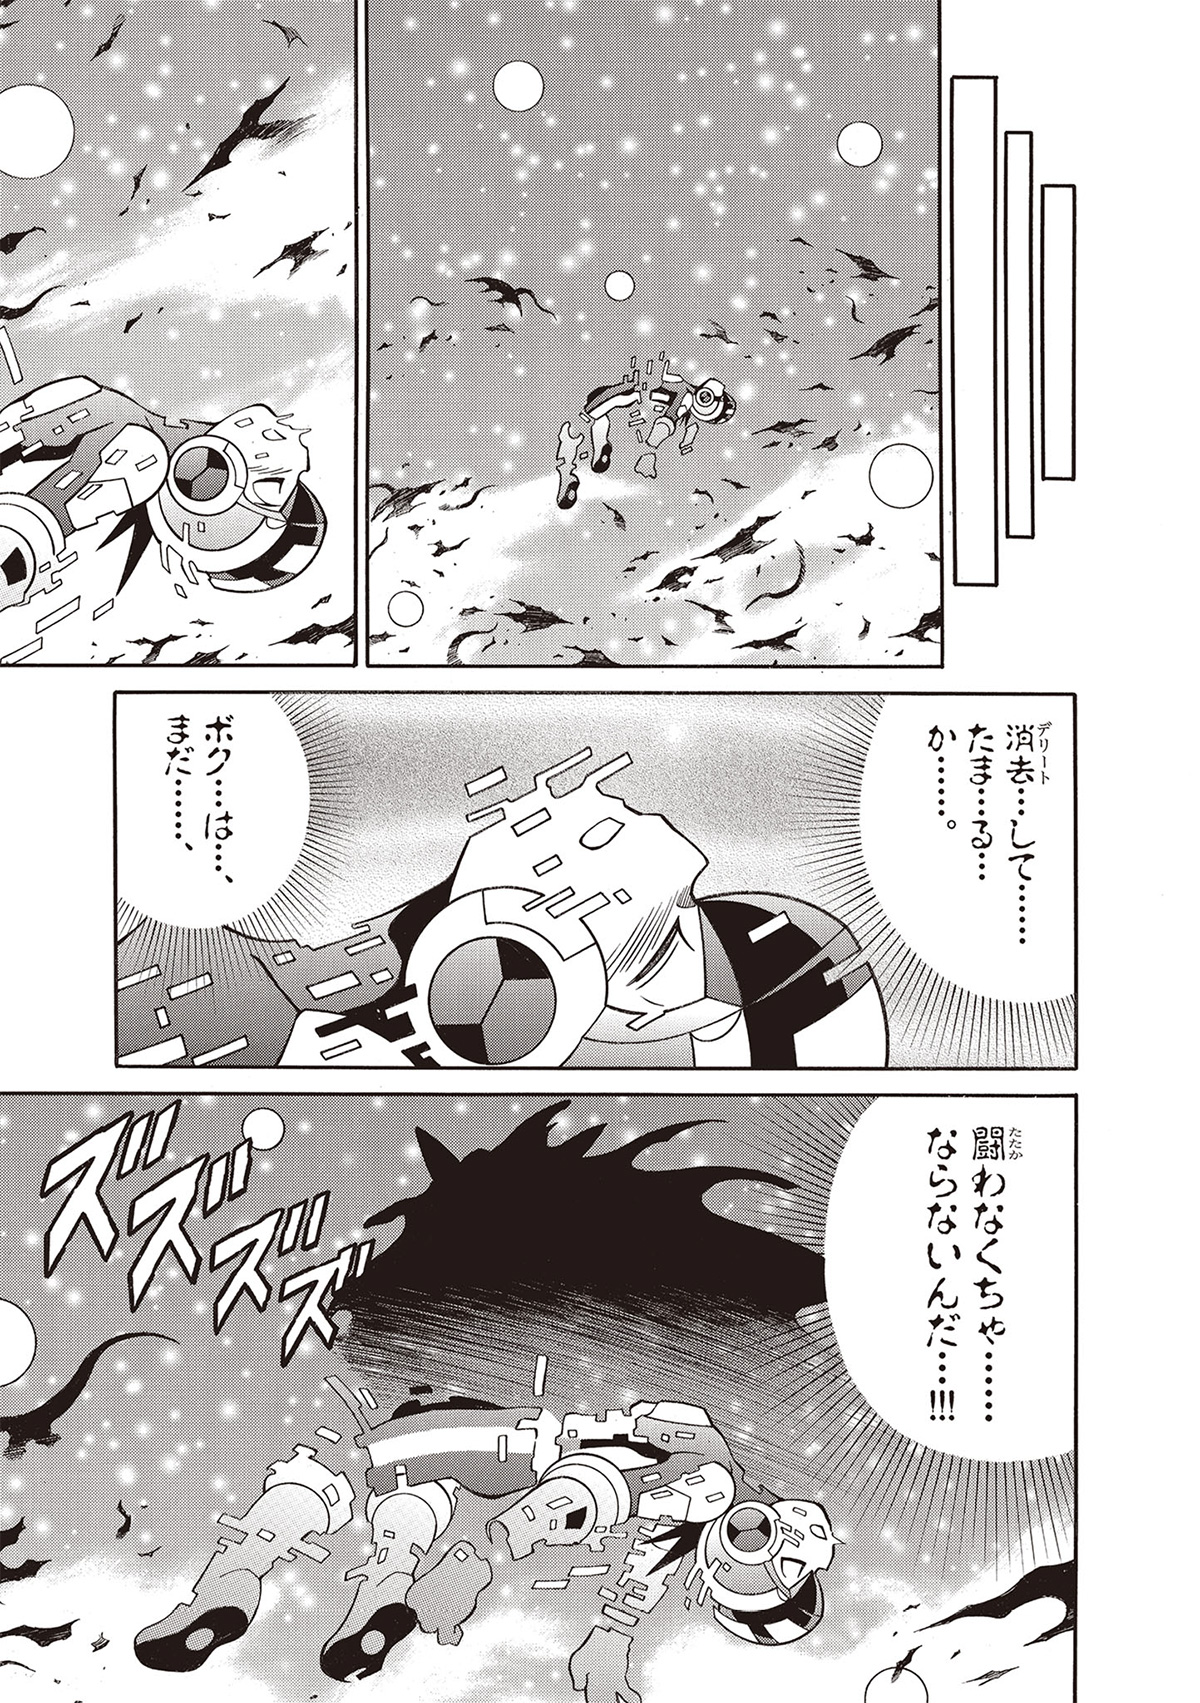 消去…して……
デリート
たま…る…
か……。
ボク…は…、
まだ……、
闘わなくちゃ……
たたか
ならないんだ…!!!
ズズズズ